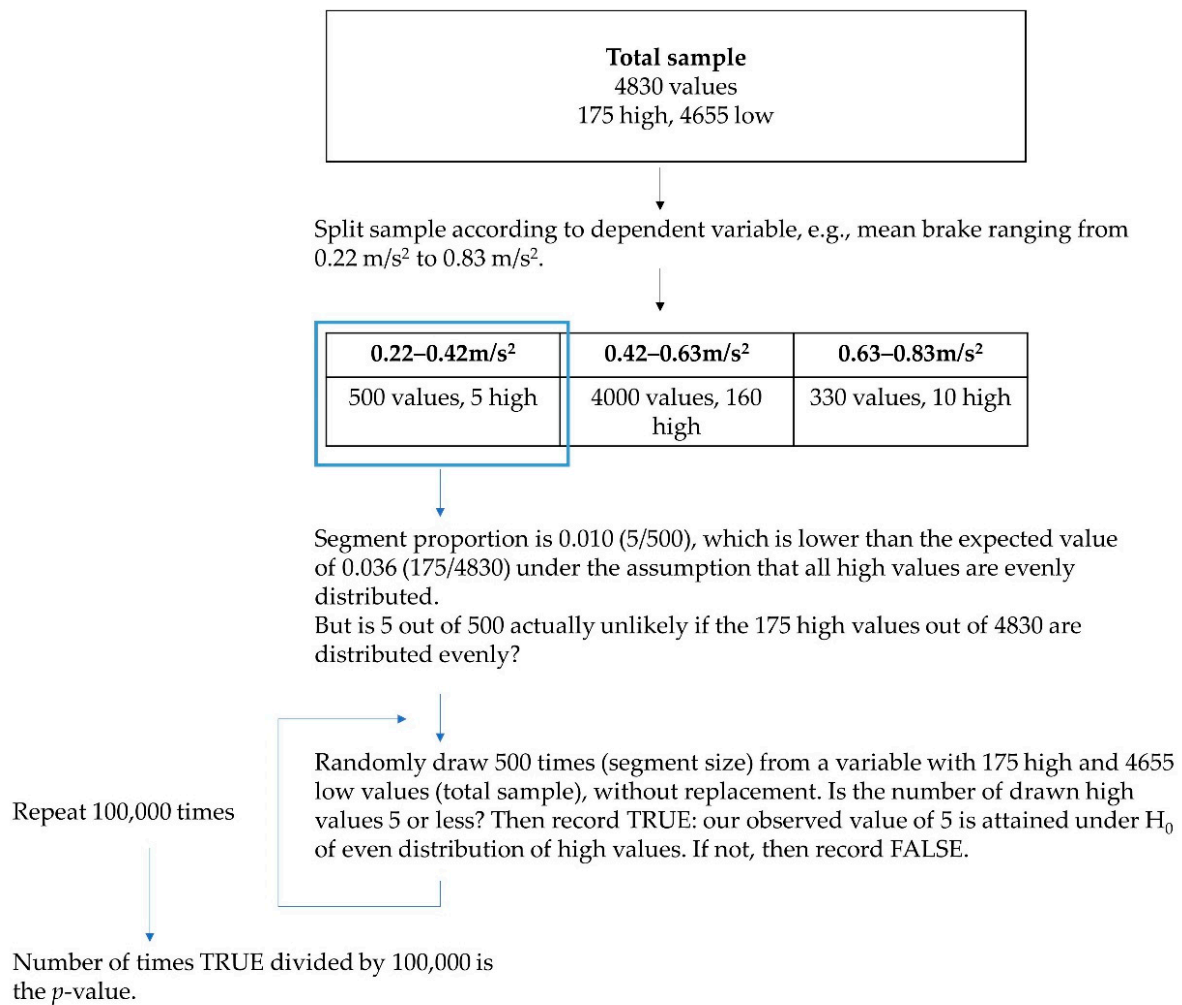 Total sample
4830 values
175 high, 4655 low
Split sample according to dependent variable, e.g., mean brake ranging from
0.22 m/s² to 0.83 m/s².
0.22–0.42m/s² 0.42–0.63m/s² 0.63–0.83m/s²
500 values, 5 high 4000 values, 160 330 values, 10 high
high
Segment proportion is 0.010 (5/500), which is lower than the expected value
of 0.036 (175/4830) under the assumption that all high values are evenly
distributed.
But is 5 out of 500 actually unlikely if the 175 high values out of 4830 are
distributed evenly?
Randomly draw 500 times (segment size) from a variable with 175 high and 4655
low values (total sample), without replacement. Is the number of drawn high
values 5 or less? Then record TRUE: our observed value of 5 is attained under H₀
of even distribution of high values. If not, then record FALSE.
Repeat 100,000 times
Number of times TRUE divided by 100,000 is
the p-value.